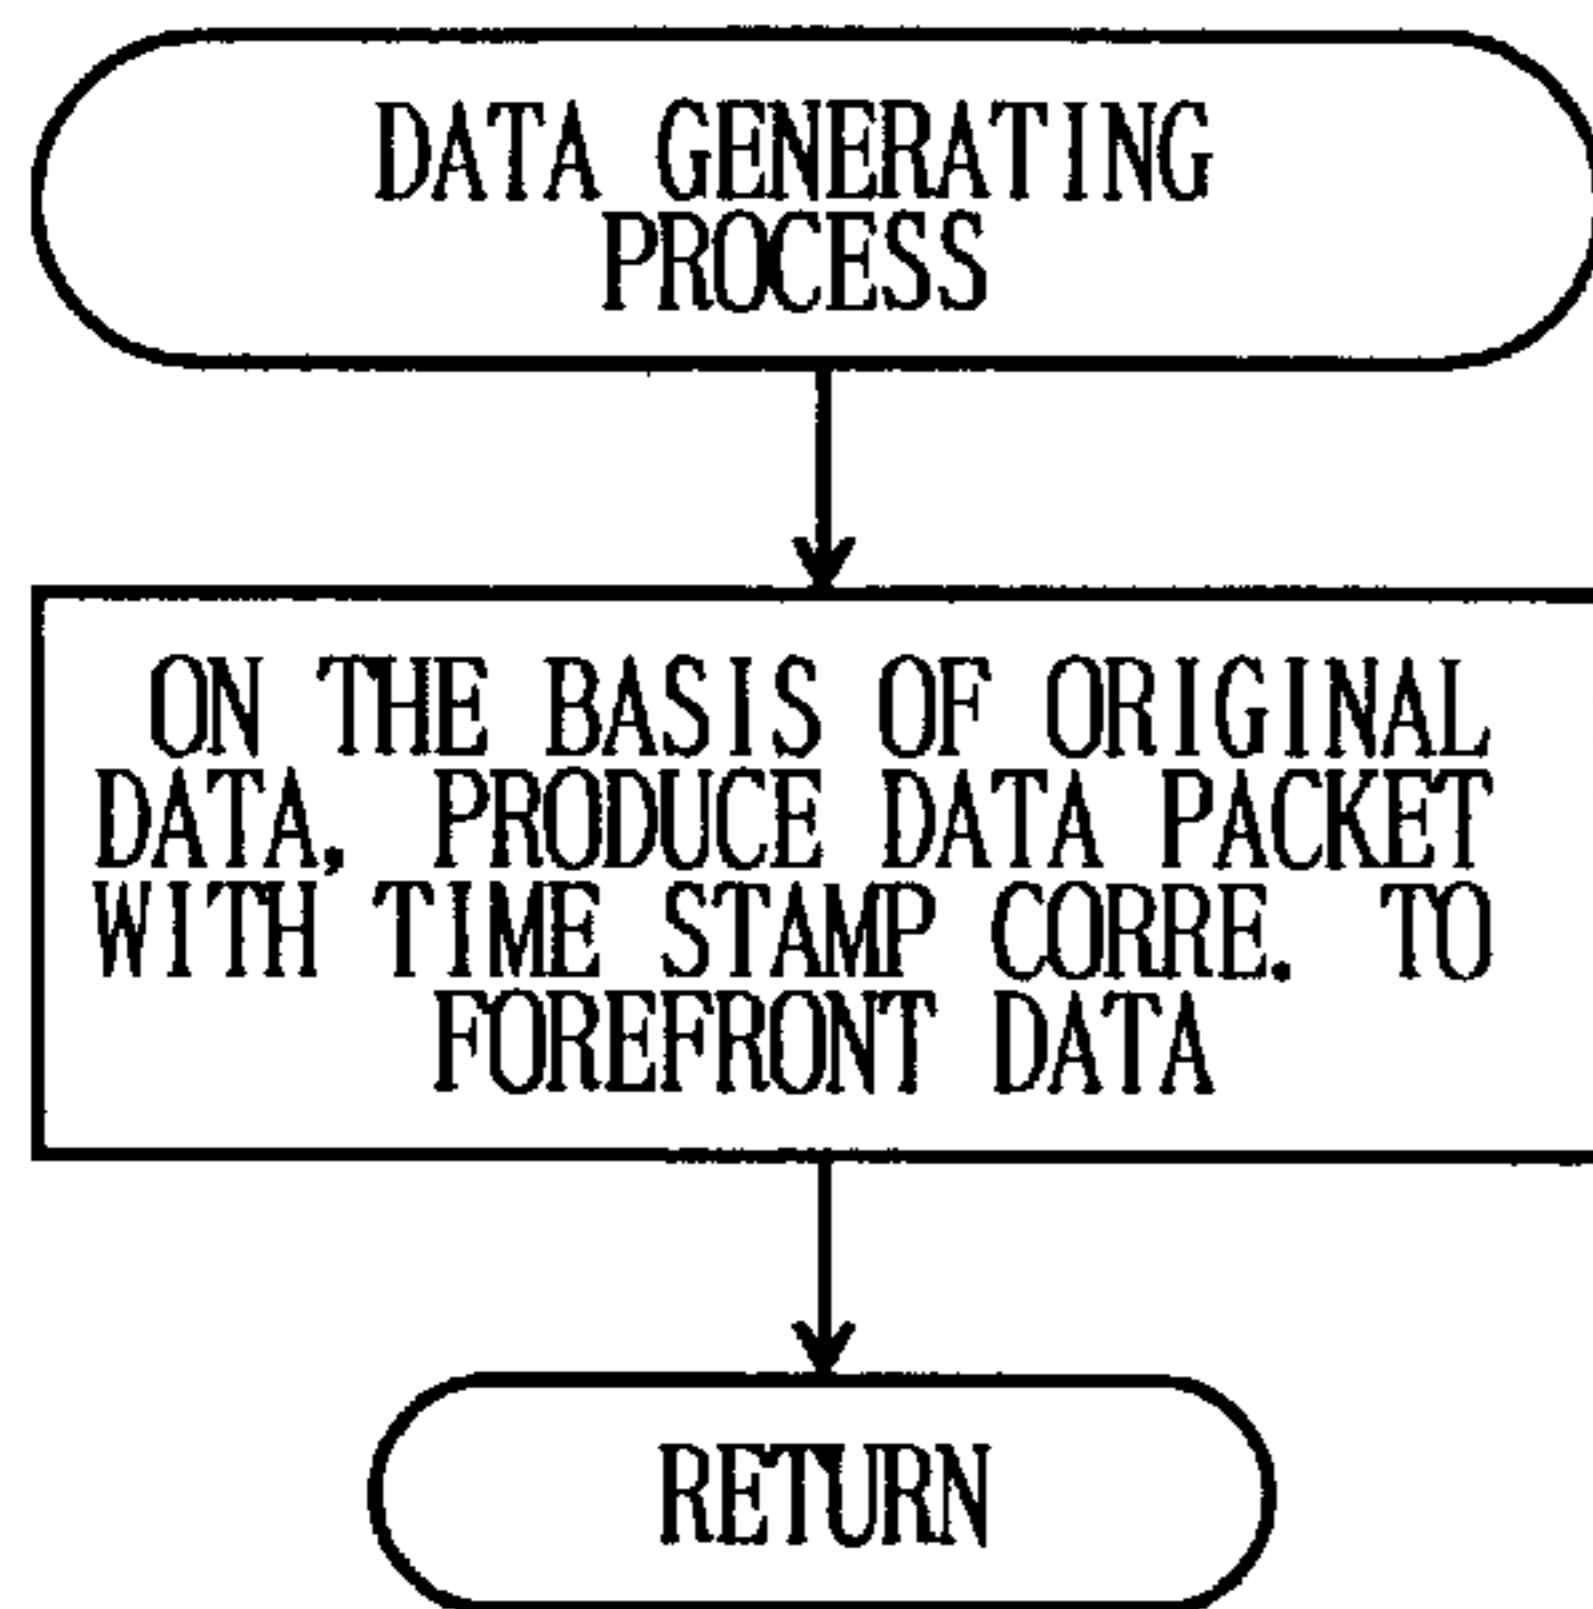 DATA GENERATING
PROCESS
ON THE BASIS OF ORIGINAL
DATA, PRODUCE DATA PACKET
WITH TIME STAMP CORRE. TO
FOREFRONT DATA
RETURN